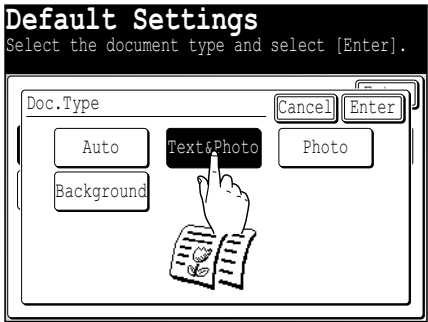 Default Settings
Select the document type and select [Enter].
Doc.Type
Cancel Enter
Auto Text&Photo Photo
Background